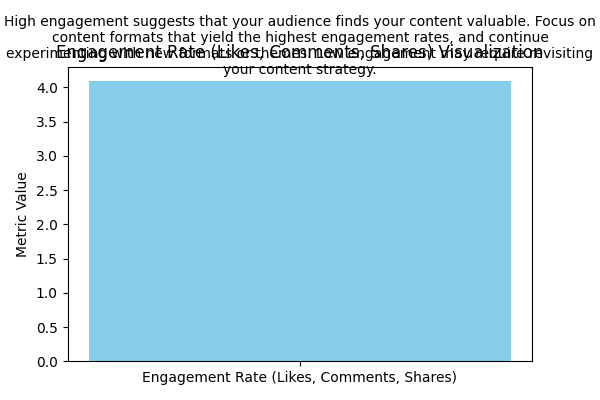 High engagement suggests that your audience finds your content valuable. Focus on
content formats that yield the highest engagement rates, and continue
experimenting with new formats or themes. Low engagement may require revisiting
your content strategy.
Engagement Rate (Likes, Comments, Shares) Visualization
4.0
3.5
3.0
2.5
2.0
1.5
1.0
0.5
0.0
Metric Value
Engagement Rate (Likes, Comments, Shares)